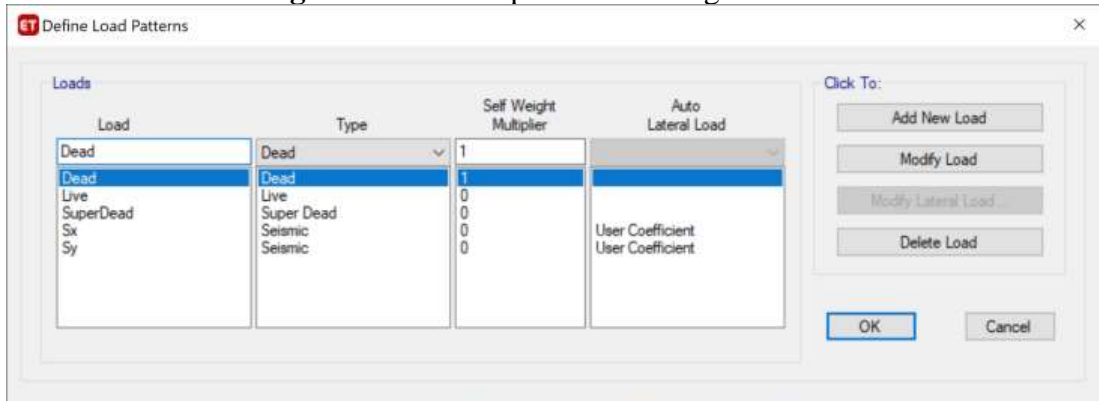 ET Define Load Patterns
Loads
Click To:
Load Type Self Weight Multiplier Auto Lateral Load
Dead Dead 1
Dead Dead 1
Live Live 0
SuperDead Super Dead 0
Sx Seismic 0 User Coefficient
Sy Seismic 0 User Coefficient
Add New Load
Modify Load
Modify Lateral Load...
Delete Load
OK Cancel